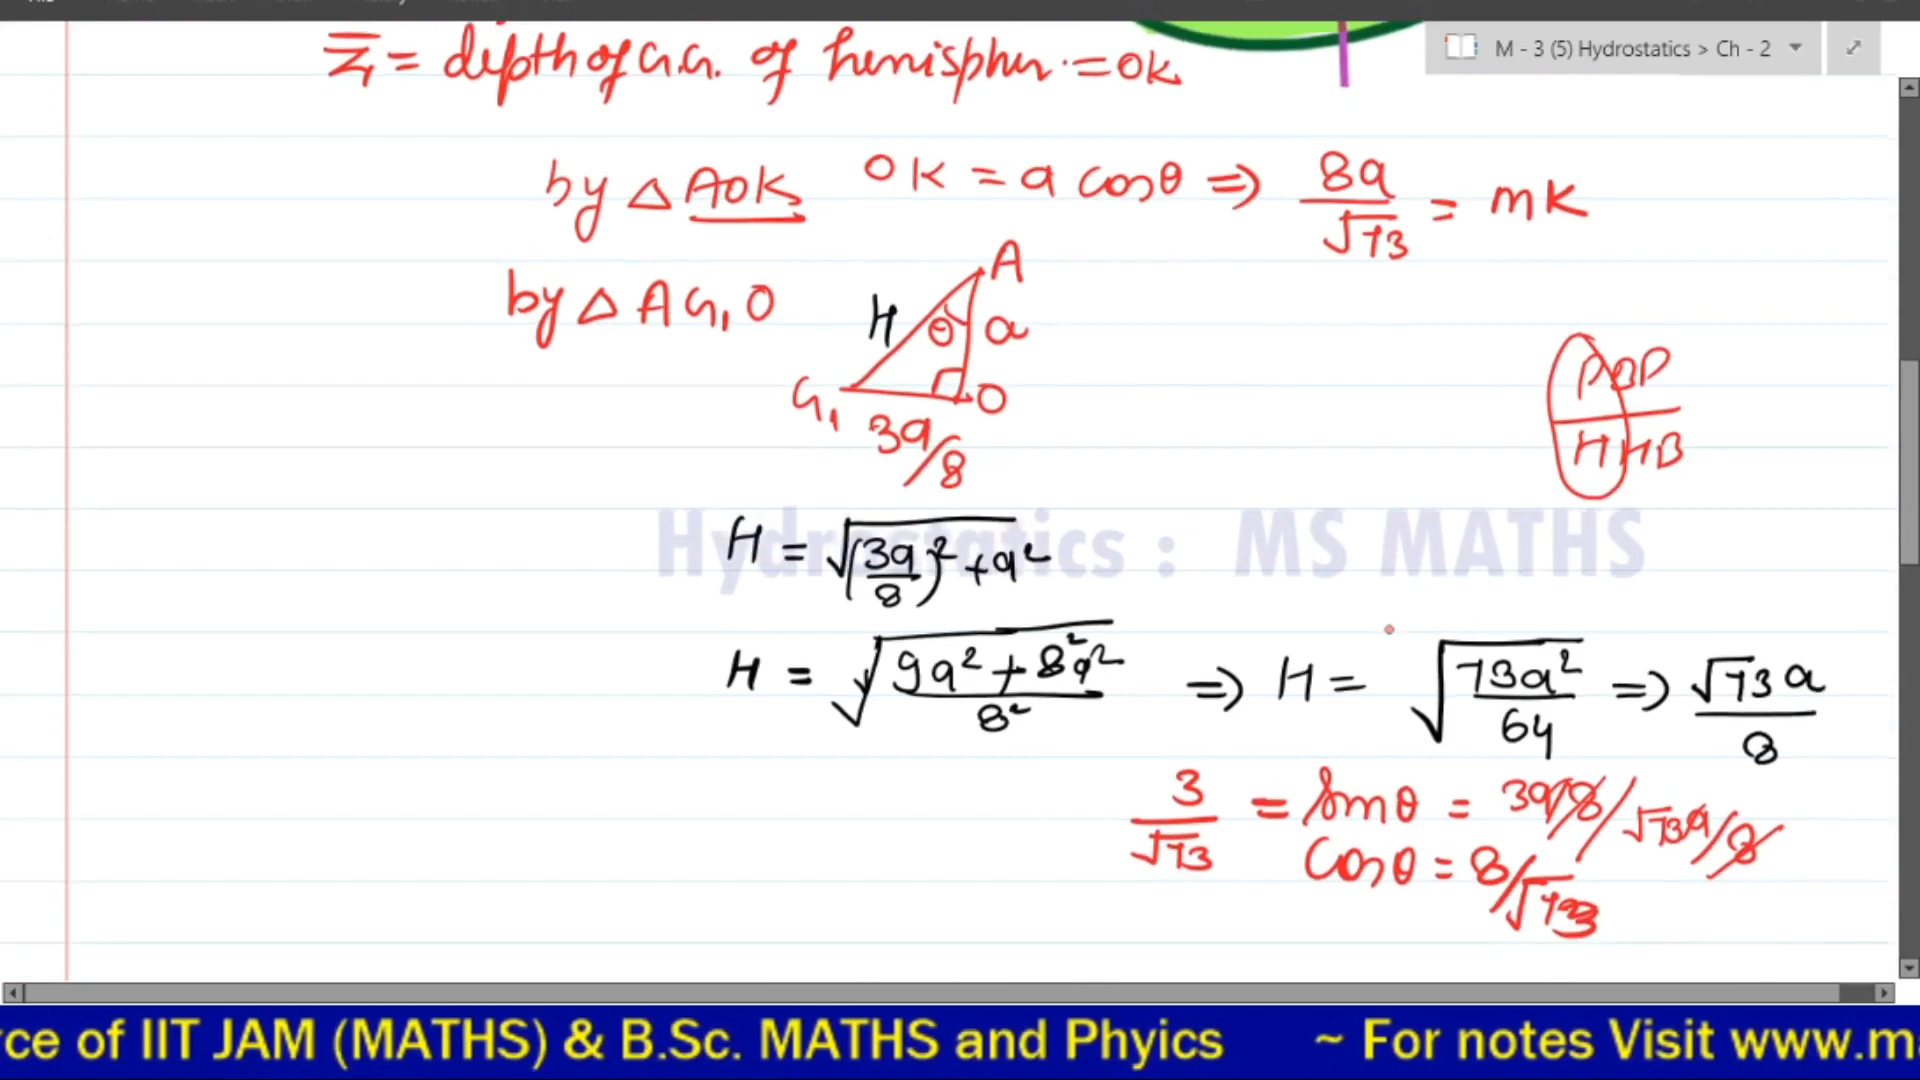 M - 3 (5) Hydrostatics > Ch - 2
z̄₁ = depth of G.G. of hemispher. = OK
by △ AOK OK = a cosθ ⇒ 8a/√73 = mK
by △ AG₁O
A
H θ a
G₁ O
3a/8
PBP
HHB
H = √((3a/8)² + a²)
Hydrostatics : MS MATHS
H = √((9a² + 8²a²)/8²) ⇒ H = √(73a²/64) ⇒ √73a/8
3/√73 = sinθ = 3a/8/√73a/8
cosθ = 8/√73
rce of IIT JAM (MATHS) & B.Sc. MATHS and Phyics ~ For notes Visit www.m